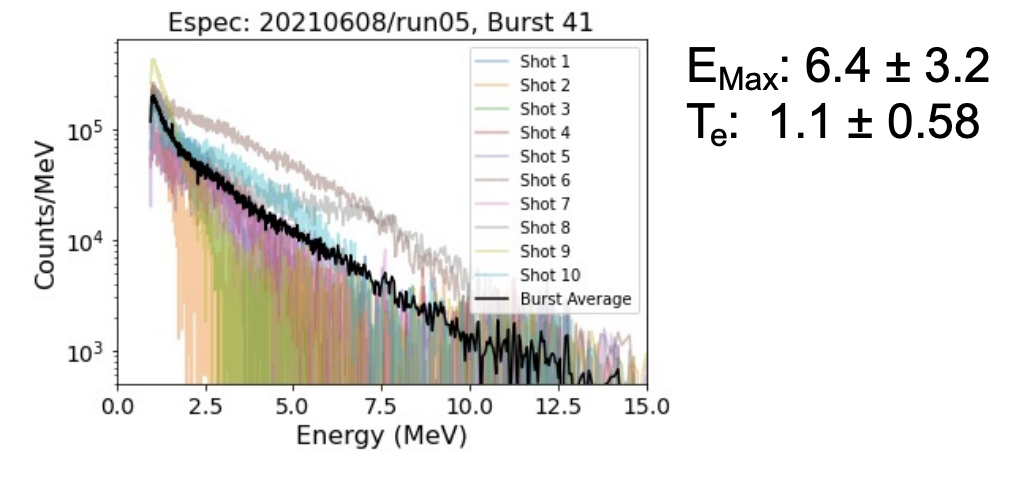 Espec: 20210608/run05, Burst 41
E_Max: 6.4 ± 3.2
T_e: 1.1 ± 0.58
Counts/MeV
10^5
10^4
10^3
Shot 1
Shot 2
Shot 3
Shot 4
Shot 5
Shot 6
Shot 7
Shot 8
Shot 9
Shot 10
Burst Average
0.0 2.5 5.0 7.5 10.0 12.5 15.0
Energy (MeV)